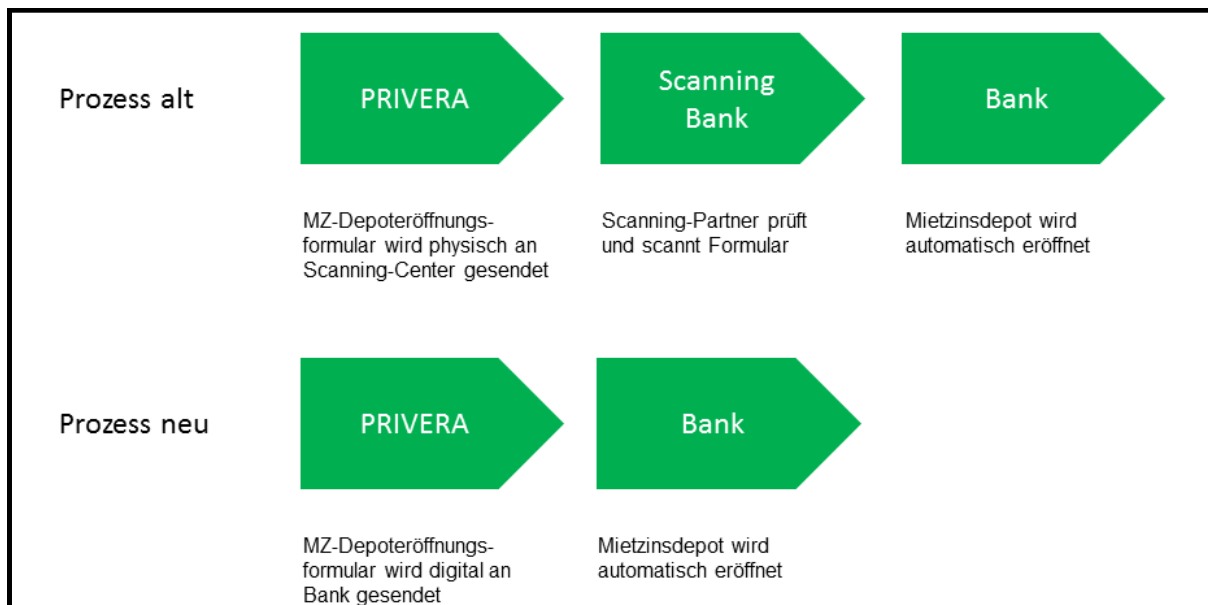 Prozess alt
PRIVERA
Scanning
Bank
Bank
MZ-Depoteröffnungs-
formular wird physisch an
Scanning-Center gesendet
Scanning-Partner prüft
und scannt Formular
Mietzinsdepot wird
automatisch eröffnet
Prozess neu
PRIVERA
Bank
MZ-Depoteröffnungs-
formular wird digital an
Bank gesendet
Mietzinsdepot wird
automatisch eröffnet